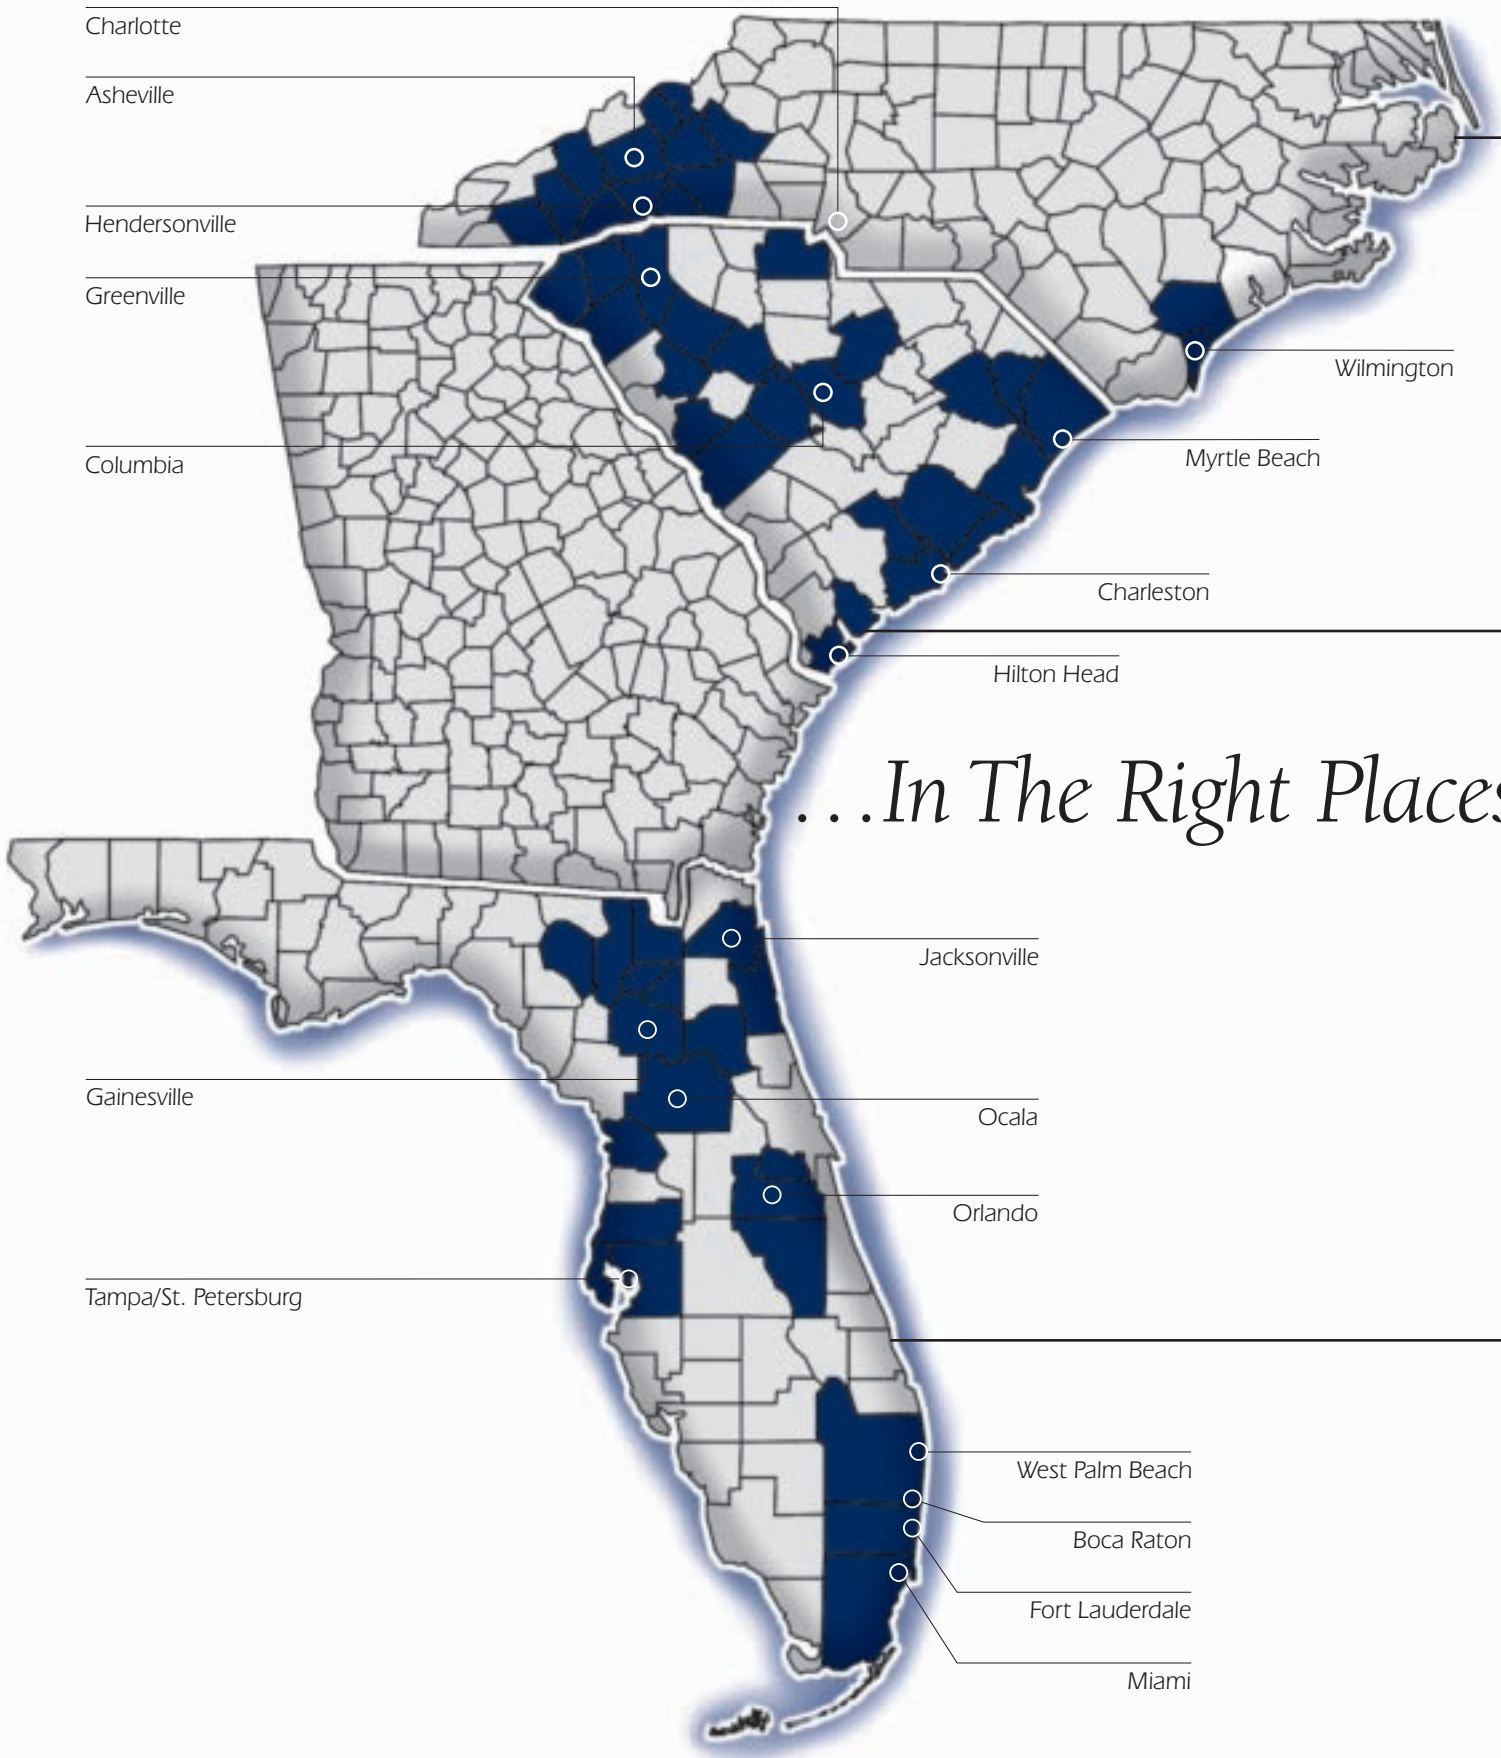 Charlotte
Asheville
Hendersonville
Greenville
Wilmington
Columbia
Myrtle Beach
Charleston
Hilton Head
...In The Right Places
Jacksonville
Gainesville
Ocala
Orlando
Tampa/St. Petersburg
West Palm Beach
Boca Raton
Fort Lauderdale
Miami